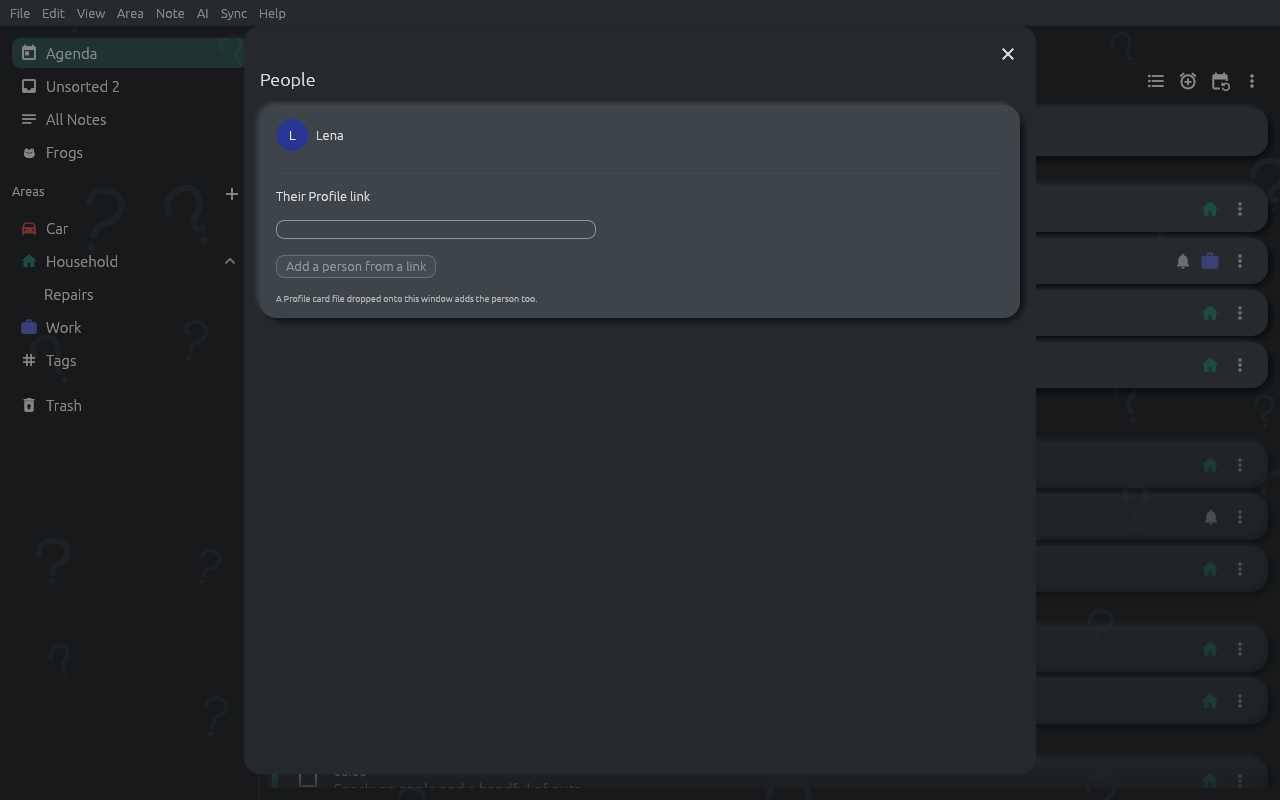 File Edit View Area Note AI Sync Help
Agenda
Unsorted 2
All Notes
Frogs
Areas
Car
Household
Repairs
Work
Tags
Trash
People
L Lena
Their Profile link
Add a person from a link
A Profile card file dropped onto this window adds the person too.